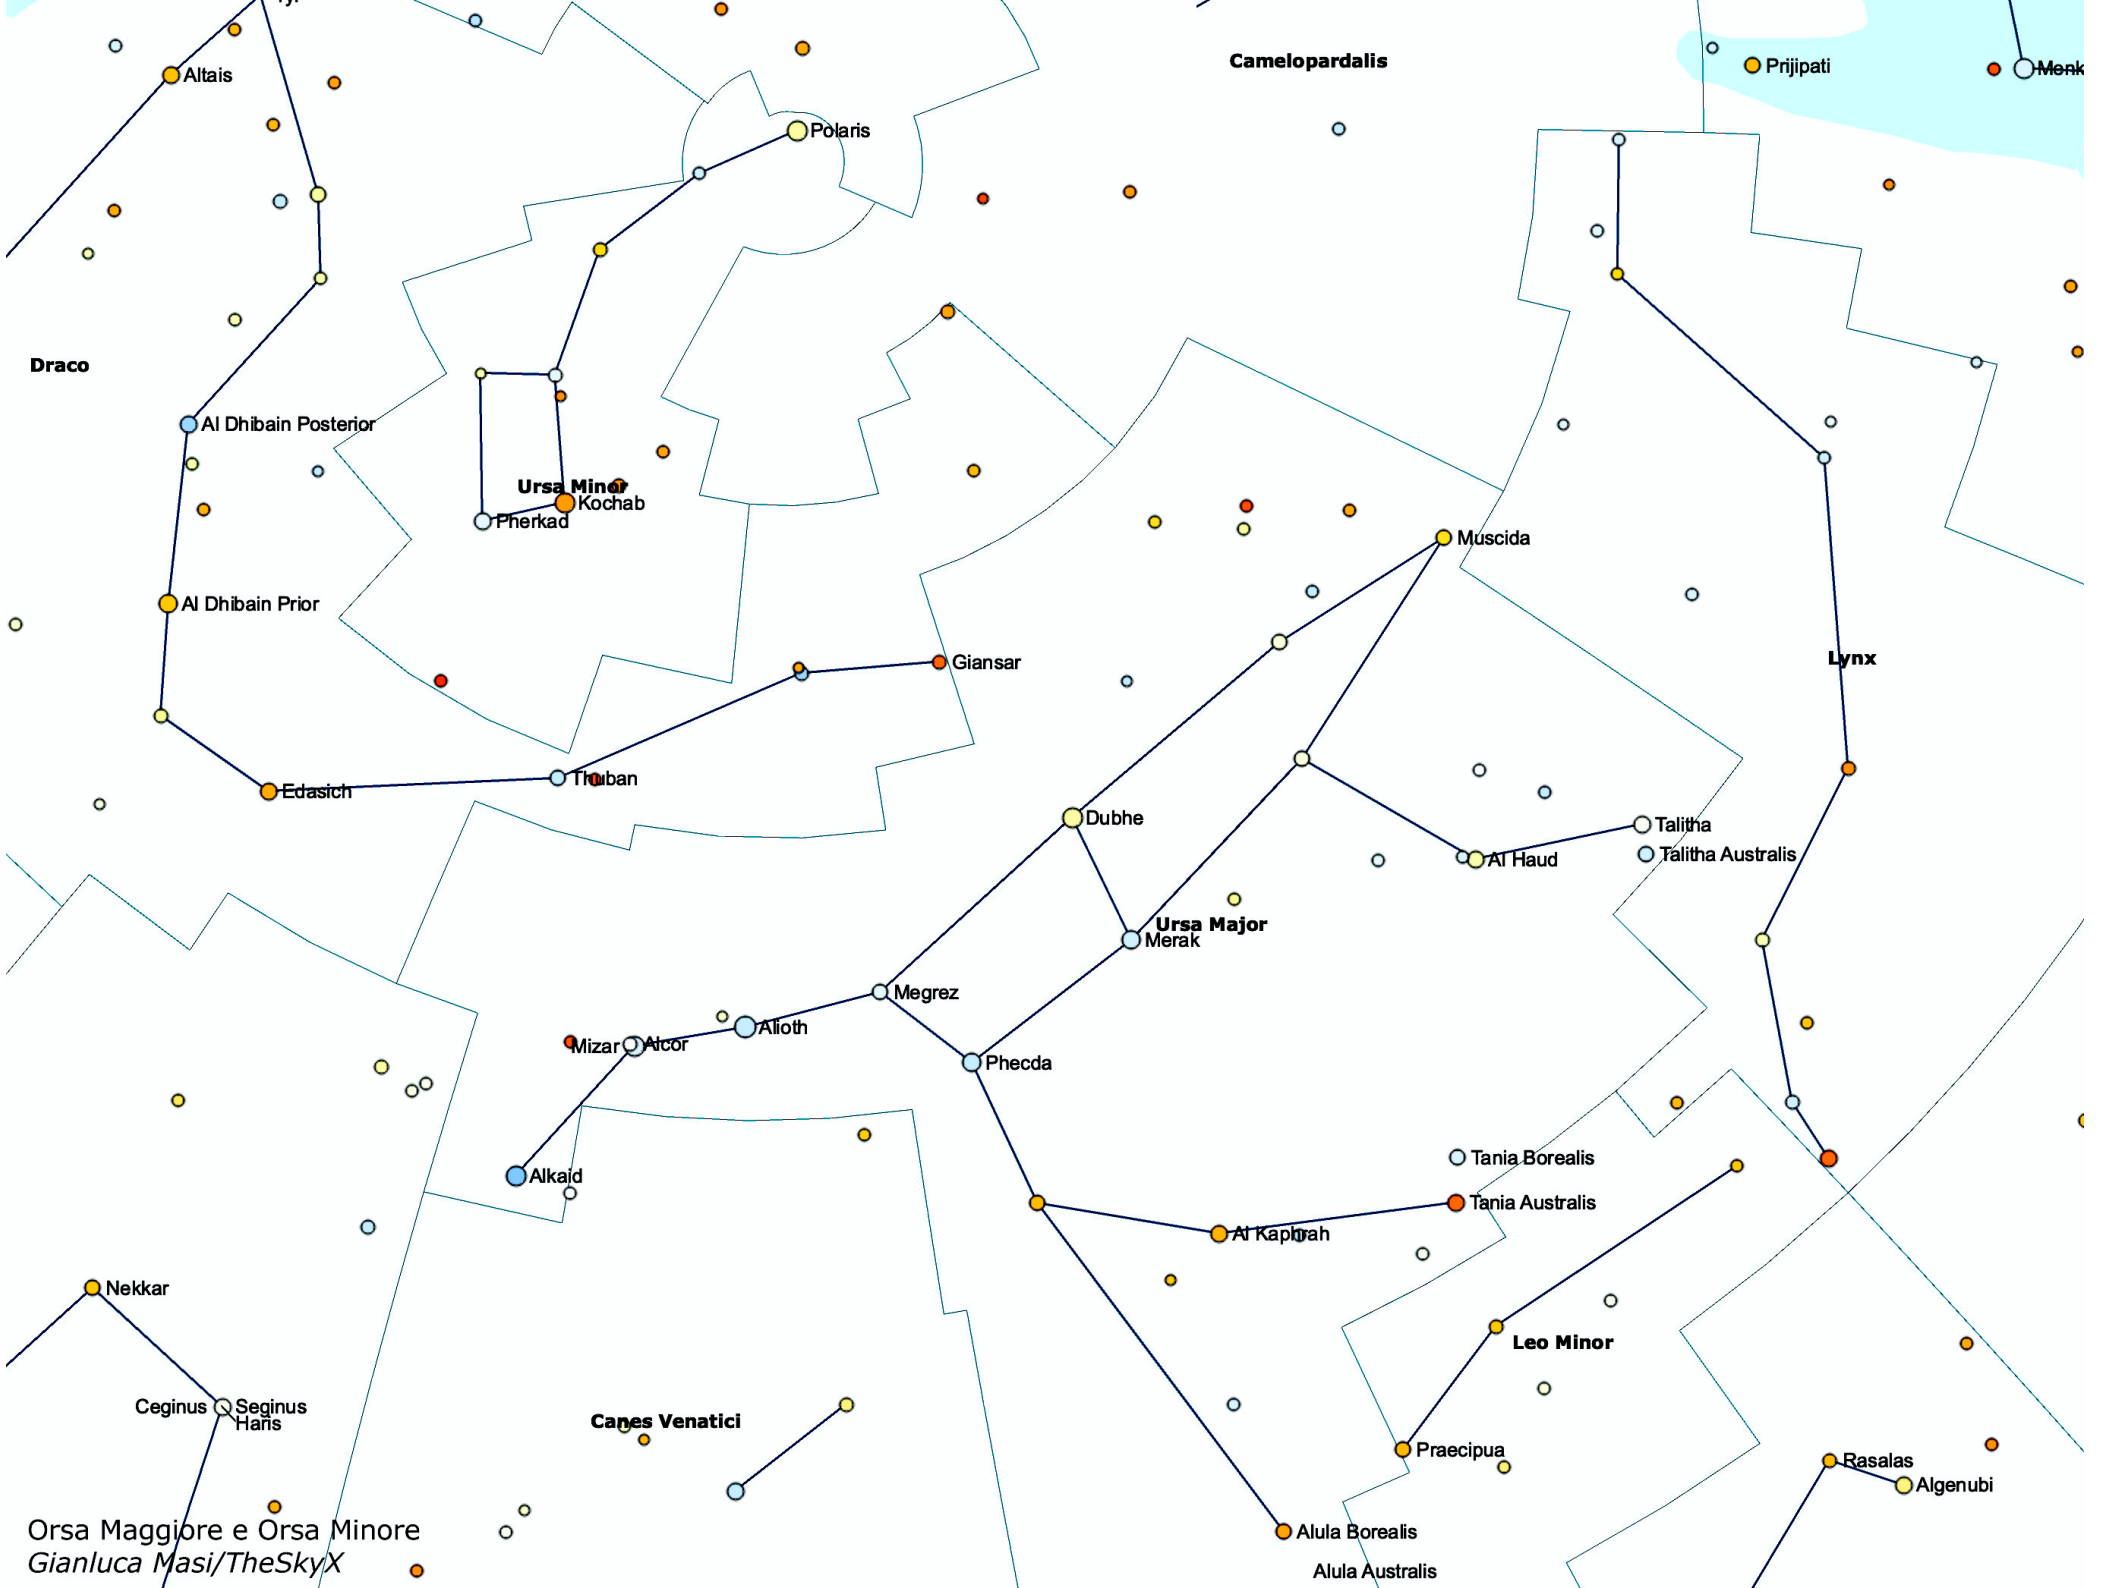 Camelopardalis
Prijipati
Altais
Polaris
Draco
Al Dhibain Posterior
Ursa Minor
Kochab
Pherkad
Muscida
Al Dhibain Prior
Giansar
Lynx
Thuban
Edasich
Dubhe
Talitha
Talitha Australis
Al Haud
Ursa Major
Merak
Megrez
Alioth
Mizar
Alcor
Phecda
Alkaid
Tania Borealis
Tania Australis
Al Kaphrah
Nekkar
Leo Minor
Ceginus
Seginus
Haris
Canes Venatici
Praecipua
Rasalas
Algenubi
Alula Borealis
Alula Australis
Orsa Maggiore e Orsa Minore
Gianluca Masi/TheSkyX